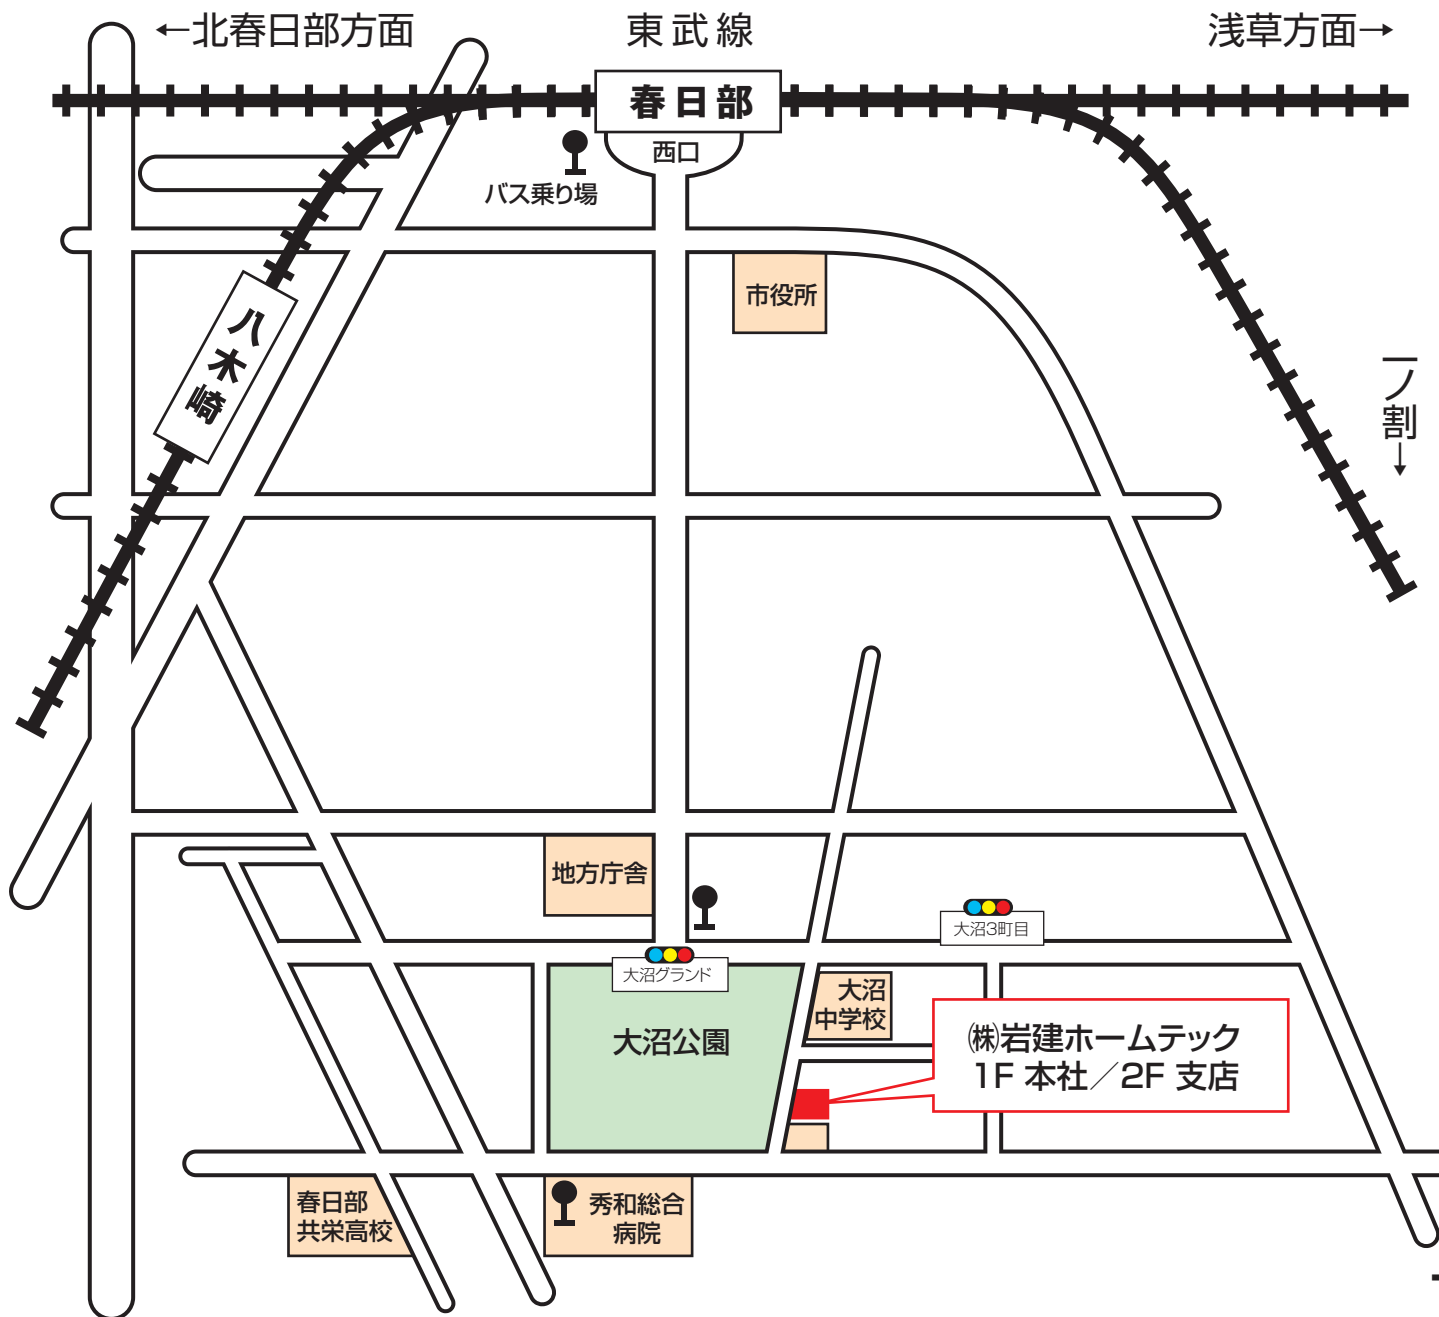 ←北春日部方面
東武線
浅草方面→
春日部
西口
バス乗り場
市役所
八木崎
一ノ割→
地方庁舎
大沼3町目
大沼グランド
大沼
中学校
大沼公園
㈱岩建ホームテック
1F 本社／2F 支店
春日部
共栄高校
秀和総合
病院